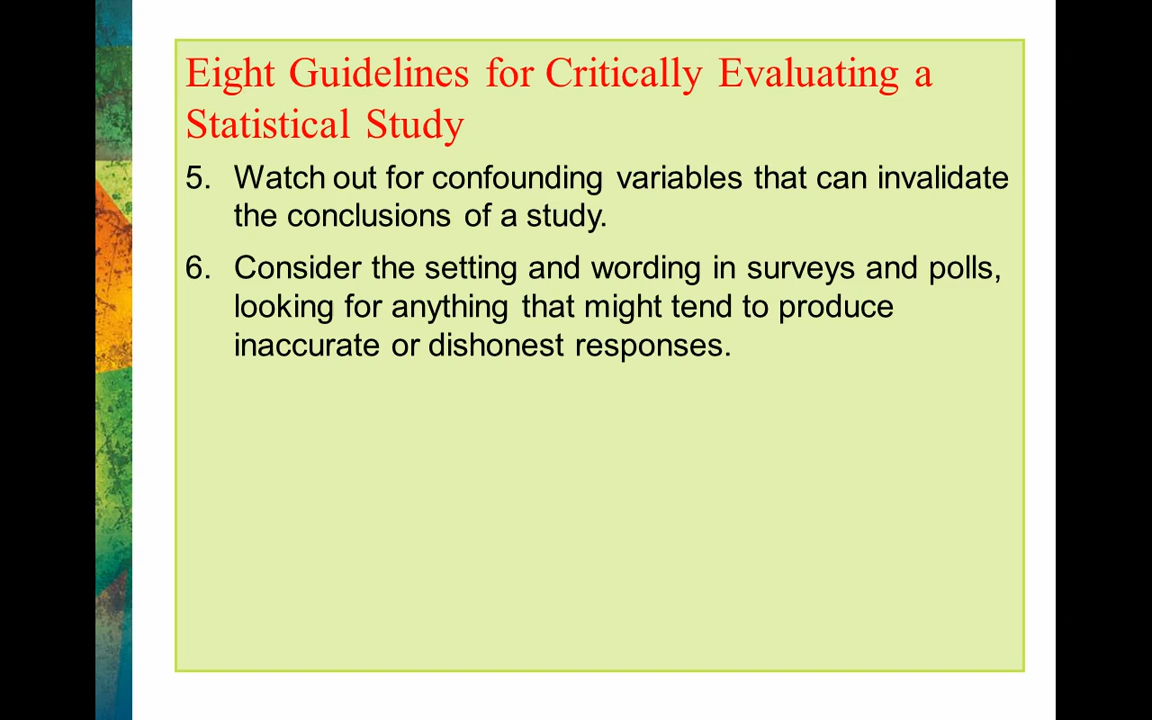 Eight Guidelines for Critically Evaluating a
Statistical Study
5. Watch out for confounding variables that can invalidate
the conclusions of a study.
6. Consider the setting and wording in surveys and polls,
looking for anything that might tend to produce
inaccurate or dishonest responses.